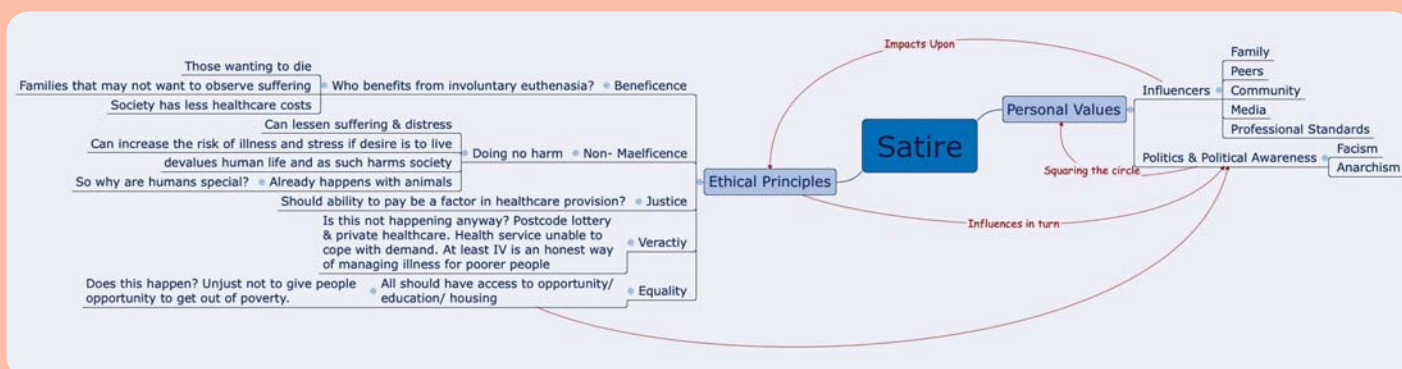 Satire
Personal Values
Influencers
Family
Peers
Community
Media
Professional Standards
Politics & Political Awareness
Facism
Anarchism
Squaring the circle
Impacts Upon
Influences in turn
Ethical Principles
Beneficence
Who benefits from involuntary euthenasia?
Those wanting to die
Families that may not want to observe suffering
Society has less healthcare costs
Non- Maelficence
Doing no harm
Can lessen suffering & distress
Can increase the risk of illness and stress if desire is to live
devalues human life and as such harms society
Already happens with animals
So why are humans special?
Justice
Should ability to pay be a factor in healthcare provision?
Veractiy
Is this not happening anyway? Postcode lottery
& private healthcare. Health service unable to
cope with demand. At least IV is an honest way
of managing illness for poorer people
Equality
All should have access to opportunity/
education/ housing
Does this happen? Unjust not to give people
opportunity to get out of poverty.